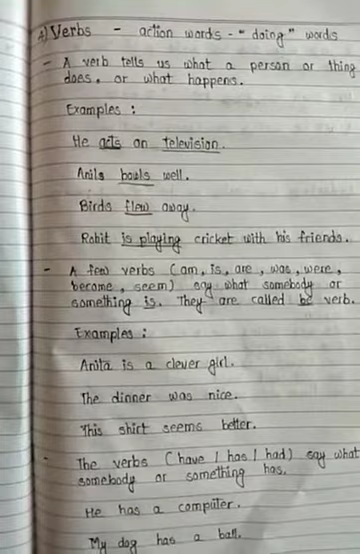 A) Verbs - action words - "doing" words
- A verb tells us what a person or thing
does, or what happens.
Examples :
He acts on television.
Anils bowls well.
Birds flew away.
Rohit is playing cricket with his friends.
- A few verbs (am, is, are, was, were,
become, seem) say what somebody or
something is. They are called be verb.
Examples :
Anita is a clever girl.
The dinner was nice.
This shirt seems better.
- The verbs (have / has / had) say what
somebody or something has.
He has a computer.
My dog has a ball.